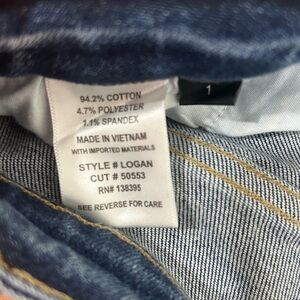 94.2% COTTON
4.7% POLYESTER
1.1% SPANDEX
MADE IN VIETNAM
WITH IMPORTED MATERIALS
STYLE # LOGAN
CUT # 50553
RN# 138395
SEE REVERSE FOR CARE
1